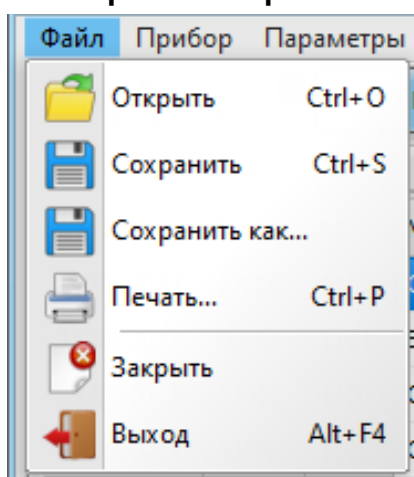 Файл Прибор Параметры
Открыть Ctrl+O
Сохранить Ctrl+S
Сохранить как...
Печать... Ctrl+P
Закрыть
Выход Alt+F4